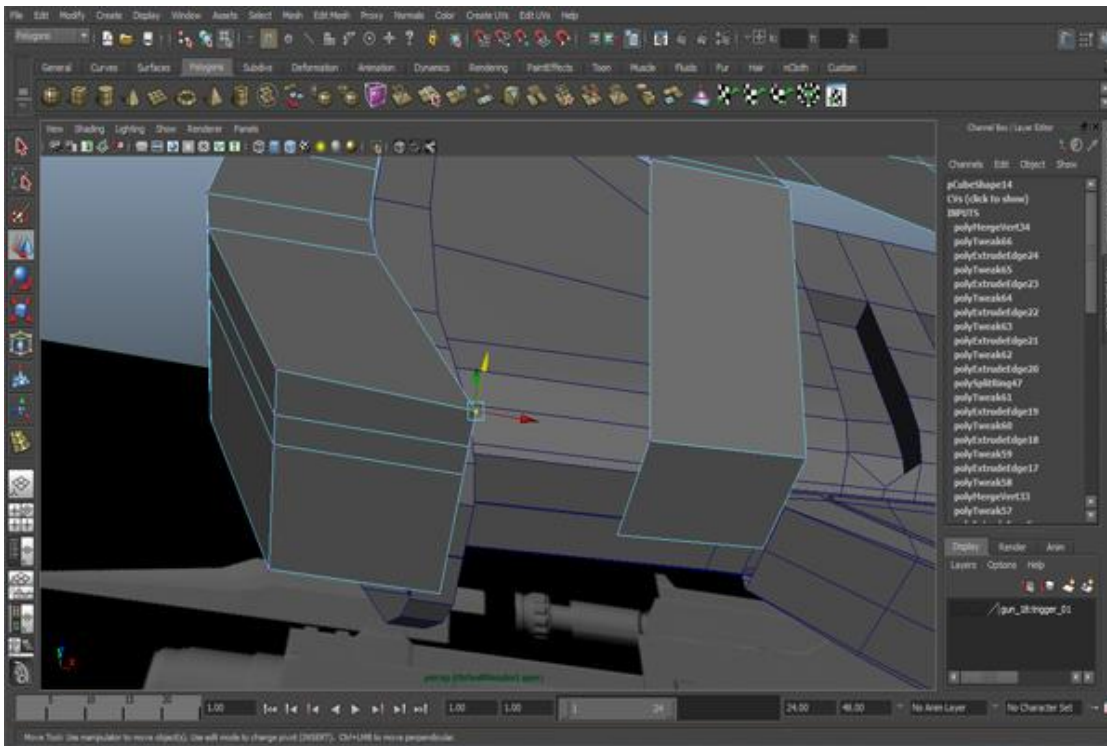 File Edit Modify Create Display Window Assets Select Mesh Edit Mesh Proxy Normals Color Create UVs Edit UVs Help
Polygons
General Curves Surfaces Polygons Subdivs Deformation Animation Dynamics Rendering PaintEffects Toon Muscle Fluids Fur Hair nCloth Custom
View Shading Lighting Show Renderer Panels
Channel Box / Layer Editor
Channels Edit Object Show
pCubeShape14
CVs (click to show)
INPUTS
polyMergeVert34
polyTweak66
polyExtrudeEdge24
polyTweak65
polyExtrudeEdge23
polyTweak64
polyExtrudeEdge22
polyTweak63
polyExtrudeEdge21
polyTweak62
polyExtrudeEdge20
polySplitRing47
polyTweak61
polyExtrudeEdge19
polyTweak60
polyExtrudeEdge18
polyTweak59
polyExtrudeEdge17
polyTweak58
polyMergeVert33
polyTweak57
Display Render Anim
Layers Options Help
gun_18:trigger_01
persp (defaultRenderLayer)
5 10 15 20 1.00 1.00 1.00 1 24 24.00 48.00 No Anim Layer No Character Set
Move Tool: Use manipulator to move object(s). Use edit mode to change pivot (INSERT). Ctrl+LMB to move perpendicular.